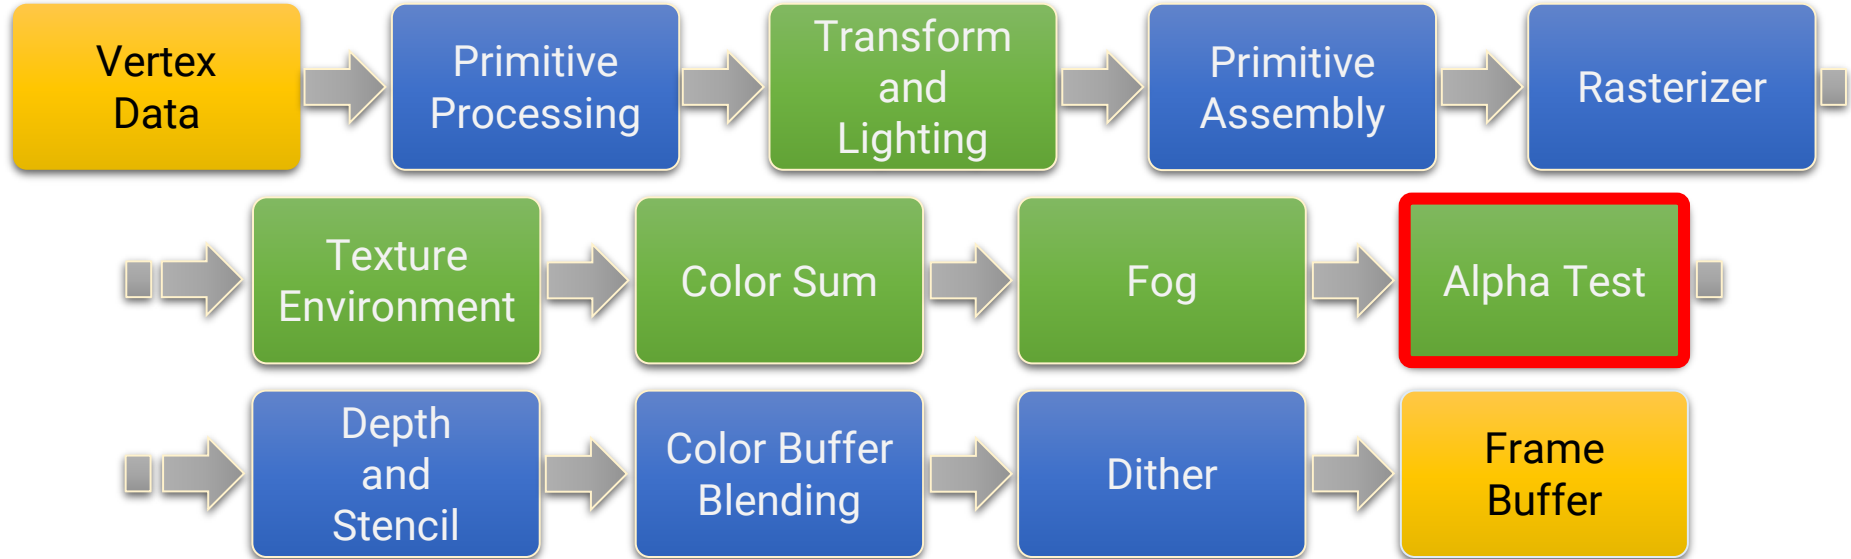 Vertex
Data
Primitive
Processing
Transform
and
Lighting
Primitive
Assembly
Rasterizer
Texture
Environment
Color Sum
Fog
Alpha Test
Depth
and
Stencil
Color Buffer
Blending
Dither
Frame
Buffer